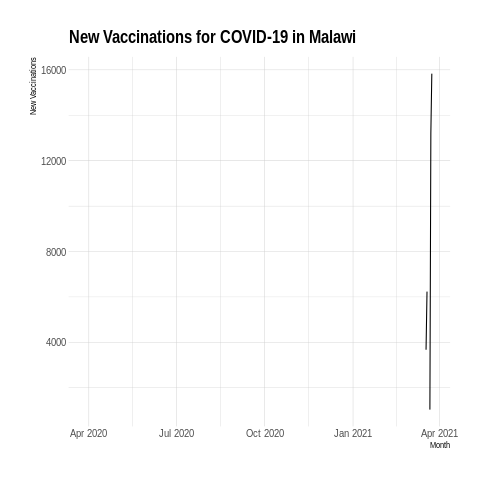 New Vaccinations for COVID-19 in Malawi
New Vaccinations
16000
12000
8000
4000
Apr 2020 Jul 2020 Oct 2020 Jan 2021 Apr 2021
Month